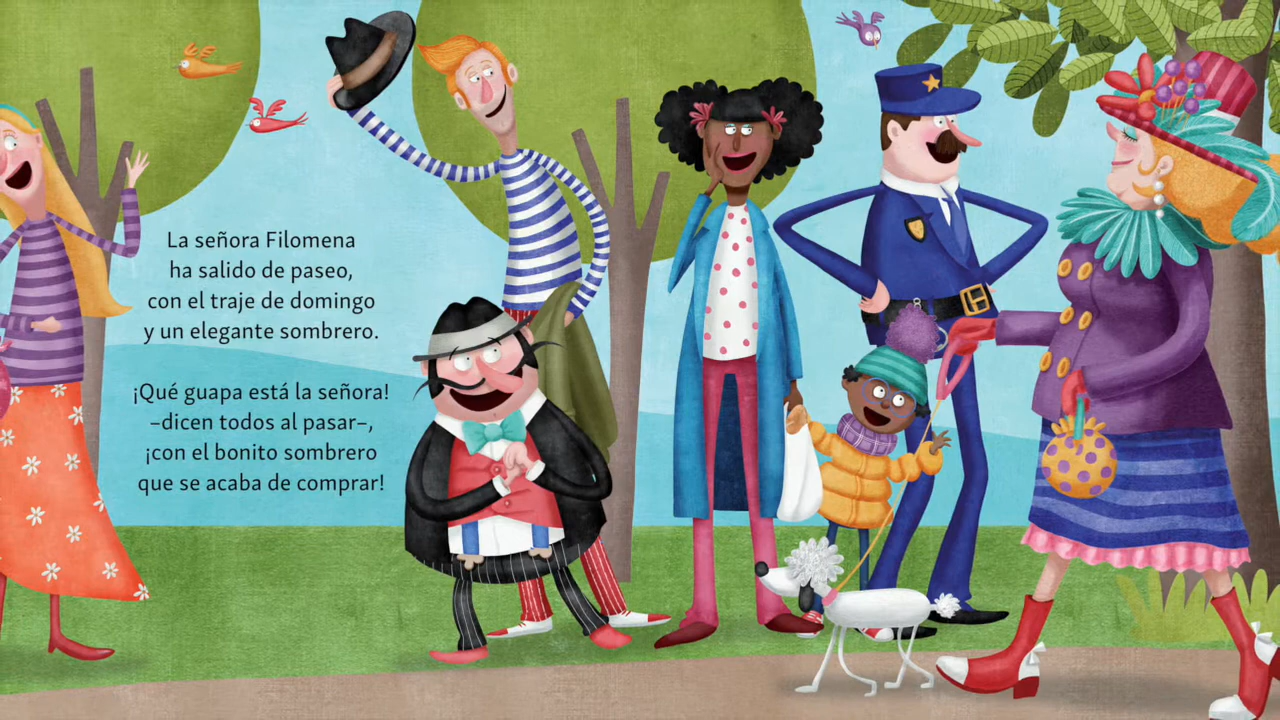 La señora Filomena
ha salido de paseo,
con el traje de domingo
y un elegante sombrero.
¡Qué guapa está la señora!
–dicen todos al pasar–,
¡con el bonito sombrero
que se acaba de comprar!